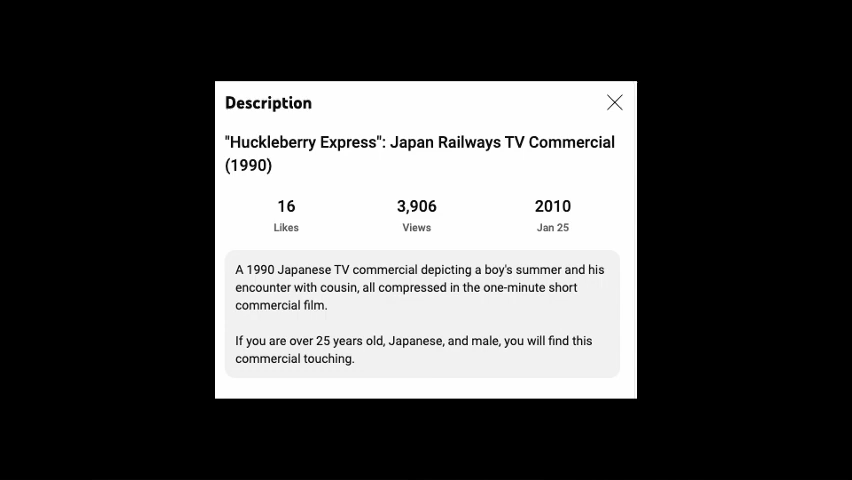 Description
"Huckleberry Express": Japan Railways TV Commercial
(1990)
16 3,906 2010
Likes Views Jan 25
A 1990 Japanese TV commercial depicting a boy's summer and his
encounter with cousin, all compressed in the one-minute short
commercial film.
If you are over 25 years old, Japanese, and male, you will find this
commercial touching.